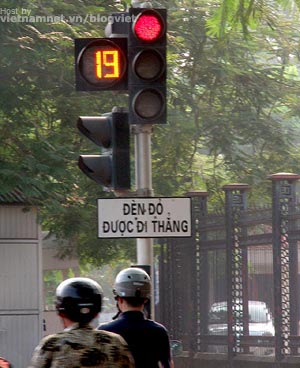 Host by
vietnamnet.vn/blogviet
19
ĐÈN ĐỎ
ĐƯỢC ĐI THẲNG